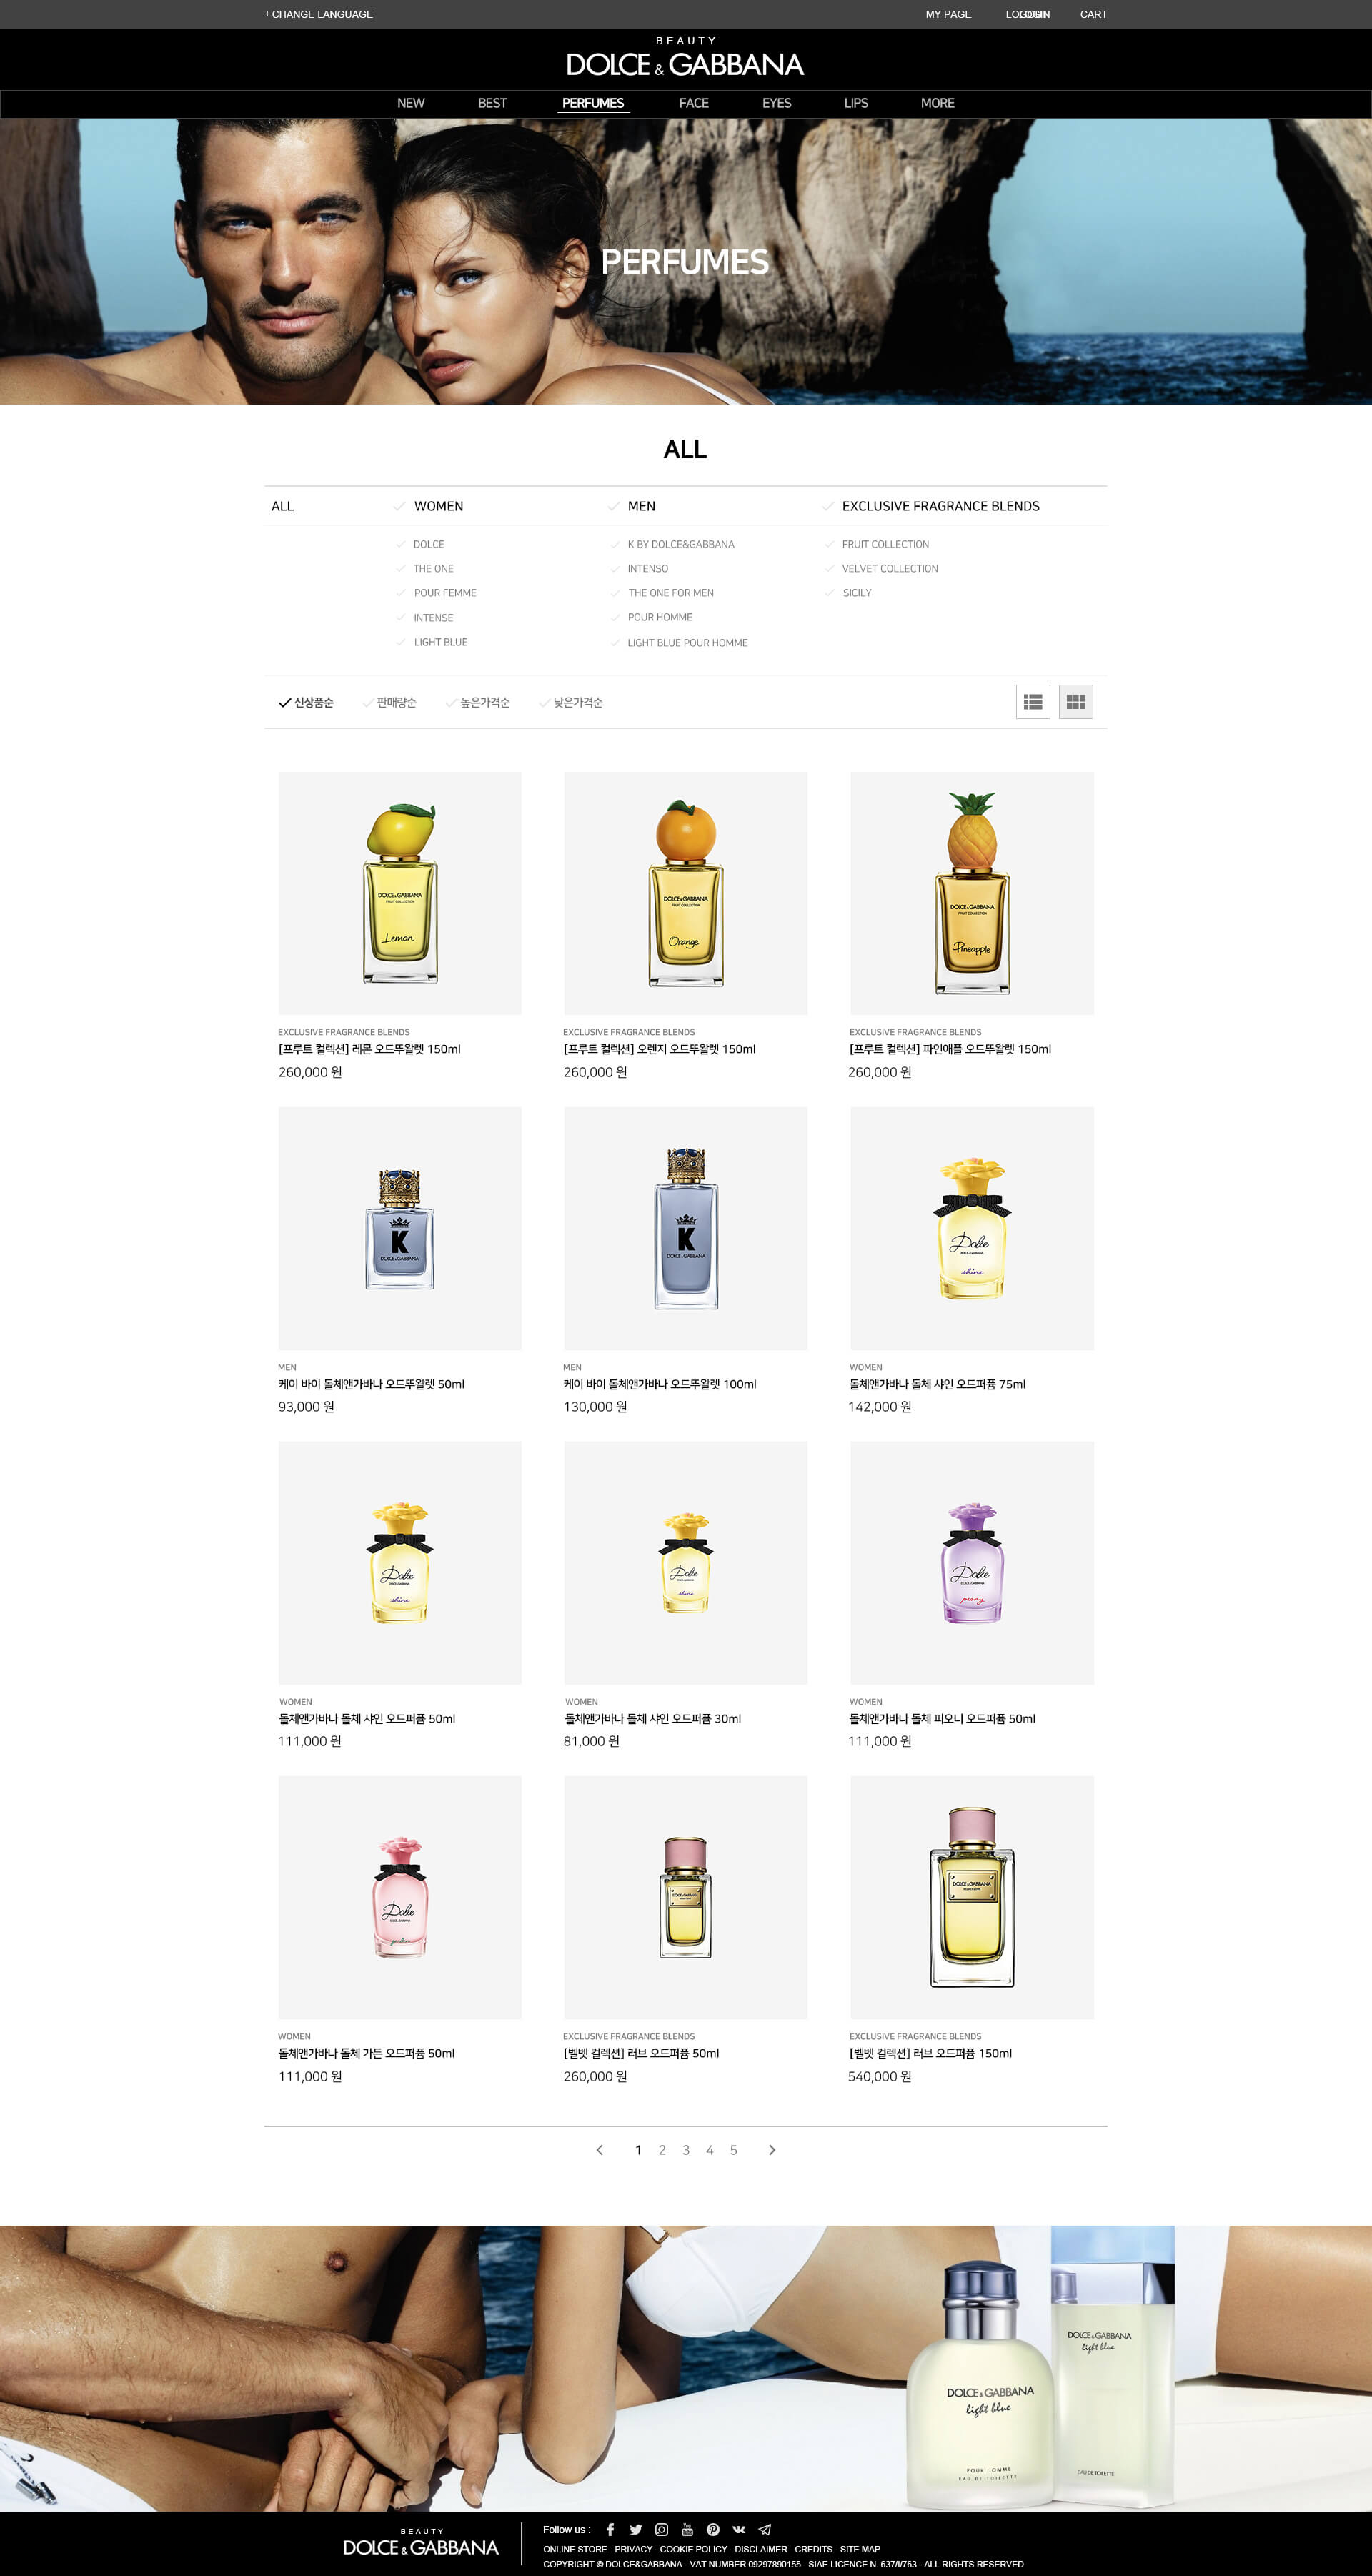 + CHANGE LANGUAGE
MY PAGE
CART
BEAUTY
DOLCE & GABBANA
NEW BEST PERFUMES FACE EYES LIPS MORE
PERFUMES
ALL
ALL WOMEN MEN EXCLUSIVE FRAGRANCE BLENDS
DOLCE K BY DOLCE&GABBANA FRUIT COLLECTION
THE ONE INTENSO VELVET COLLECTION
POUR FEMME THE ONE FOR MEN SICILY
INTENSE POUR HOMME
LIGHT BLUE LIGHT BLUE POUR HOMME
신상품순 판매량순 높은가격순 낮은가격순
DOLCE & GABBANA
FRUIT COLLECTION
Lemon
DOLCE & GABBANA
FRUIT COLLECTION
Orange
DOLCE & GABBANA
FRUIT COLLECTION
Pineapple
EXCLUSIVE FRAGRANCE BLENDS
[프루트 컬렉션] 레몬 오드뚜왈렛 150ml
260,000 원
EXCLUSIVE FRAGRANCE BLENDS
[프루트 컬렉션] 오렌지 오드뚜왈렛 150ml
260,000 원
EXCLUSIVE FRAGRANCE BLENDS
[프루트 컬렉션] 파인애플 오드뚜왈렛 150ml
260,000 원
K
DOLCE & GABBANA
K
DOLCE & GABBANA
Dolce
DOLCE & GABBANA
shine
MEN
케이 바이 돌체앤가바나 오드뚜왈렛 50ml
93,000 원
MEN
케이 바이 돌체앤가바나 오드뚜왈렛 100ml
130,000 원
WOMEN
돌체앤가바나 돌체 샤인 오드퍼퓸 75ml
142,000 원
Dolce
DOLCE & GABBANA
shine
Dolce
DOLCE & GABBANA
shine
Dolce
DOLCE & GABBANA
peony
WOMEN
돌체앤가바나 돌체 샤인 오드퍼퓸 50ml
111,000 원
WOMEN
돌체앤가바나 돌체 샤인 오드퍼퓸 30ml
81,000 원
WOMEN
돌체앤가바나 돌체 피오니 오드퍼퓸 50ml
111,000 원
Dolce
DOLCE & GABBANA
garden
DOLCE & GABBANA
DOLCE & GABBANA
WOMEN
돌체앤가바나 돌체 가든 오드퍼퓸 50ml
111,000 원
EXCLUSIVE FRAGRANCE BLENDS
[벨벳 컬렉션] 러브 오드퍼퓸 50ml
260,000 원
EXCLUSIVE FRAGRANCE BLENDS
[벨벳 컬렉션] 러브 오드퍼퓸 150ml
540,000 원
1 2 3 4 5
DOLCE & GABBANA
light blue
DOLCE & GABBANA
light blue
POUR HOMME
EAU DE TOILETTE
EAU DE TOILETTE
BEAUTY
DOLCE & GABBANA
Follow us :
ONLINE STORE - PRIVACY - COOKIE POLICY - DISCLAIMER - CREDITS - SITE MAP
COPYRIGHT © DOLCE&GABBANA - VAT NUMBER 09297890155 - SIAE LICENCE N. 637/I/763 - ALL RIGHTS RESERVED